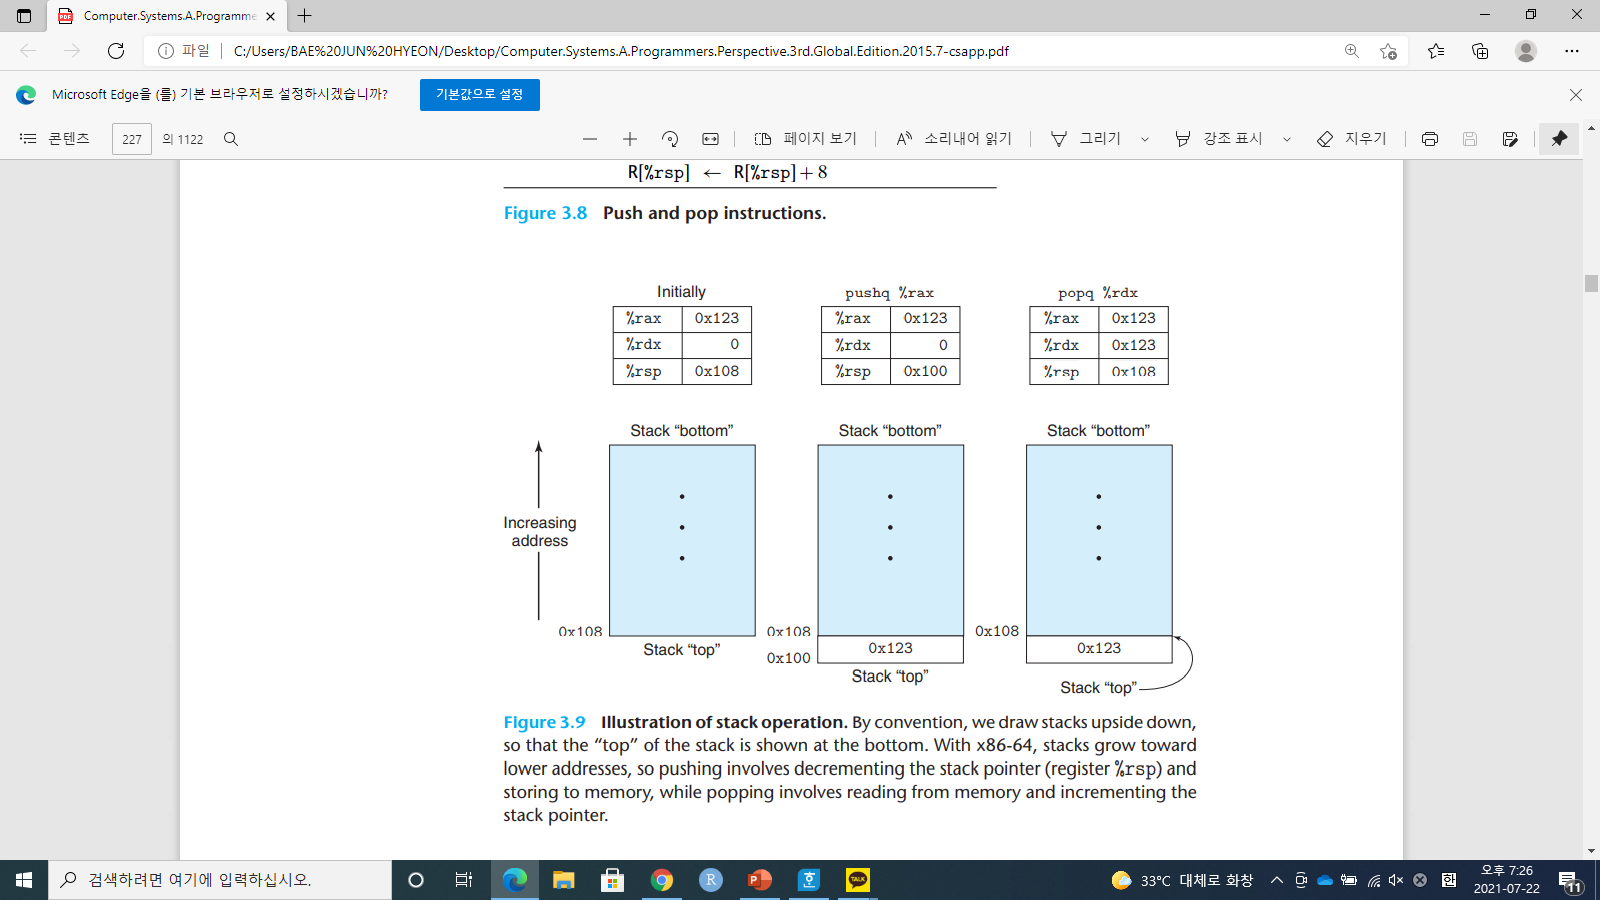 Computer.Systems.A.Programme
파일
C:/Users/BAE%20JUN%20HYEON/Desktop/Computer.Systems.A.Programmers.Perspective.3rd.Global.Edition.2015.7-csapp.pdf
Microsoft Edge을 (를) 기본 브라우저로 설정하시겠습니까?
기본값으로 설정
콘텐츠 227 의 1122 페이지 보기 소리내어 읽기 그리기 강조 표시 지우기
R[%rsp] ← R[%rsp] + 8
Figure 3.8 Push and pop instructions.
Initially
%rax 0x123
%rdx 0
%rsp 0x108
pushq %rax
%rax 0x123
%rdx 0
%rsp 0x100
popq %rdx
%rax 0x123
%rdx 0x123
%rsp 0x108
Stack “bottom”
Stack “bottom”
Stack “bottom”
Increasing
address
0x108
Stack “top”
0x108
0x100
0x123
Stack “top”
0x108
0x123
Stack “top”
Figure 3.9 Illustration of stack operation. By convention, we draw stacks upside down,
so that the “top” of the stack is shown at the bottom. With x86-64, stacks grow toward
lower addresses, so pushing involves decrementing the stack pointer (register %rsp) and
storing to memory, while popping involves reading from memory and incrementing the
stack pointer.
검색하려면 여기에 입력하십시오.
R
P
TALK
33°C 대체로 화창
한
오후 7:26
2021-07-22
11